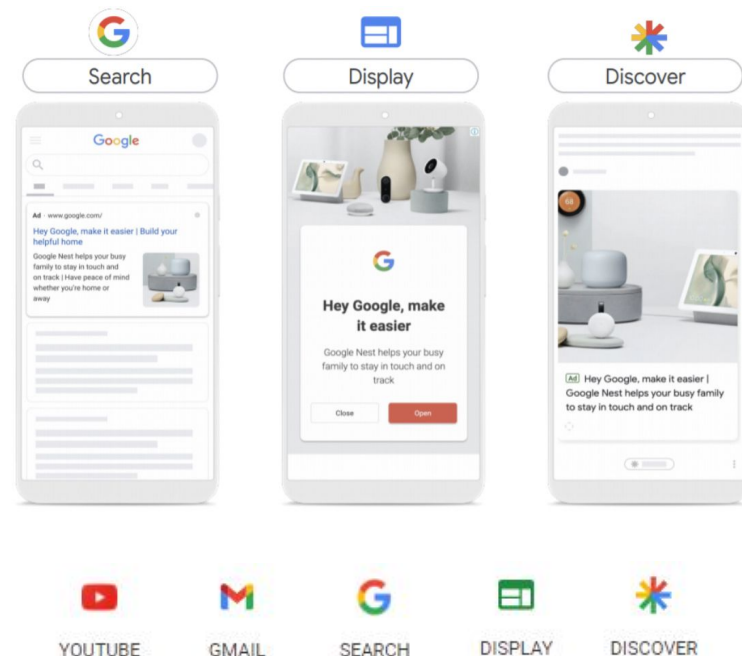 Search
Display
Discover
Google
Ad · www.google.com/
Hey Google, make it easier | Build your
helpful home
Google Nest helps your busy
family to stay in touch and
on track | Have peace of mind
whether you're home or
away
Hey Google, make
it easier
Google Nest helps your busy
family to stay in touch and on
track
Close
Open
68
Ad Hey Google, make it easier |
Google Nest helps your busy family
to stay in touch and on track
YOUTUBE
GMAIL
SEARCH
DISPLAY
DISCOVER